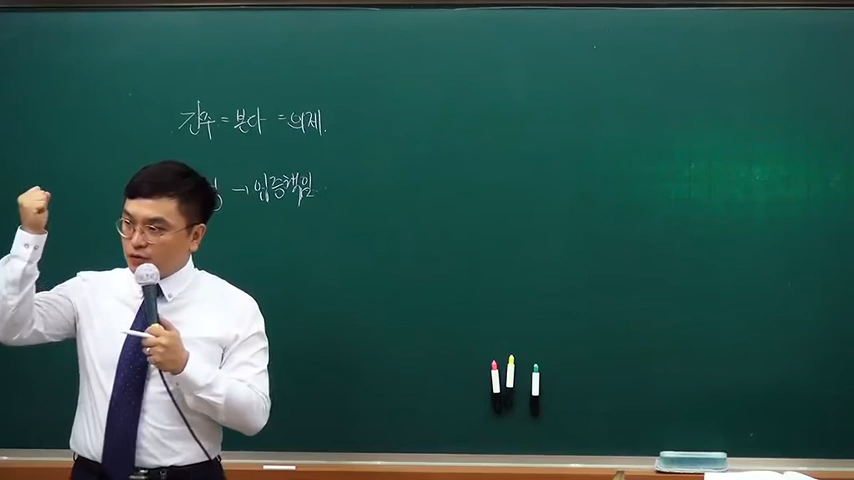 간주 = 본다 = 의제.
→ 입증책임